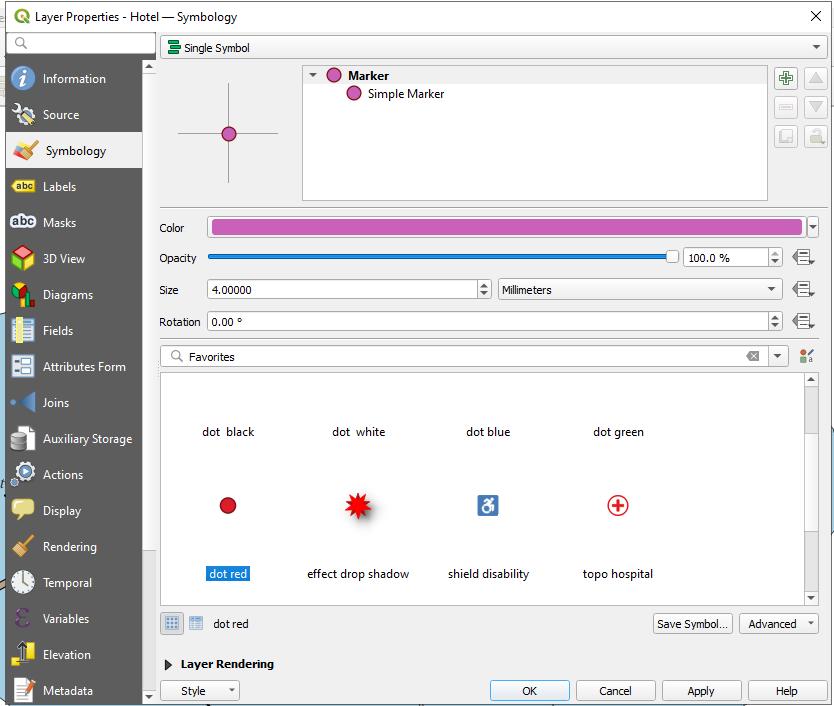 Layer Properties - Hotel — Symbology
Single Symbol
Information
Source
Symbology
Labels
Masks
3D View
Diagrams
Fields
Attributes Form
Joins
Auxiliary Storage
Actions
Display
Rendering
Temporal
Variables
Elevation
Metadata
abc
abc
Marker
Simple Marker
Color
Opacity
100.0 %
Size
4.00000
Millimeters
Rotation
0.00 °
Favorites
dot  black
dot  white
dot blue
dot green
dot red
effect drop shadow
shield disability
topo hospital
dot red
Save Symbol...
Advanced
Layer Rendering
Style
OK
Cancel
Apply
Help